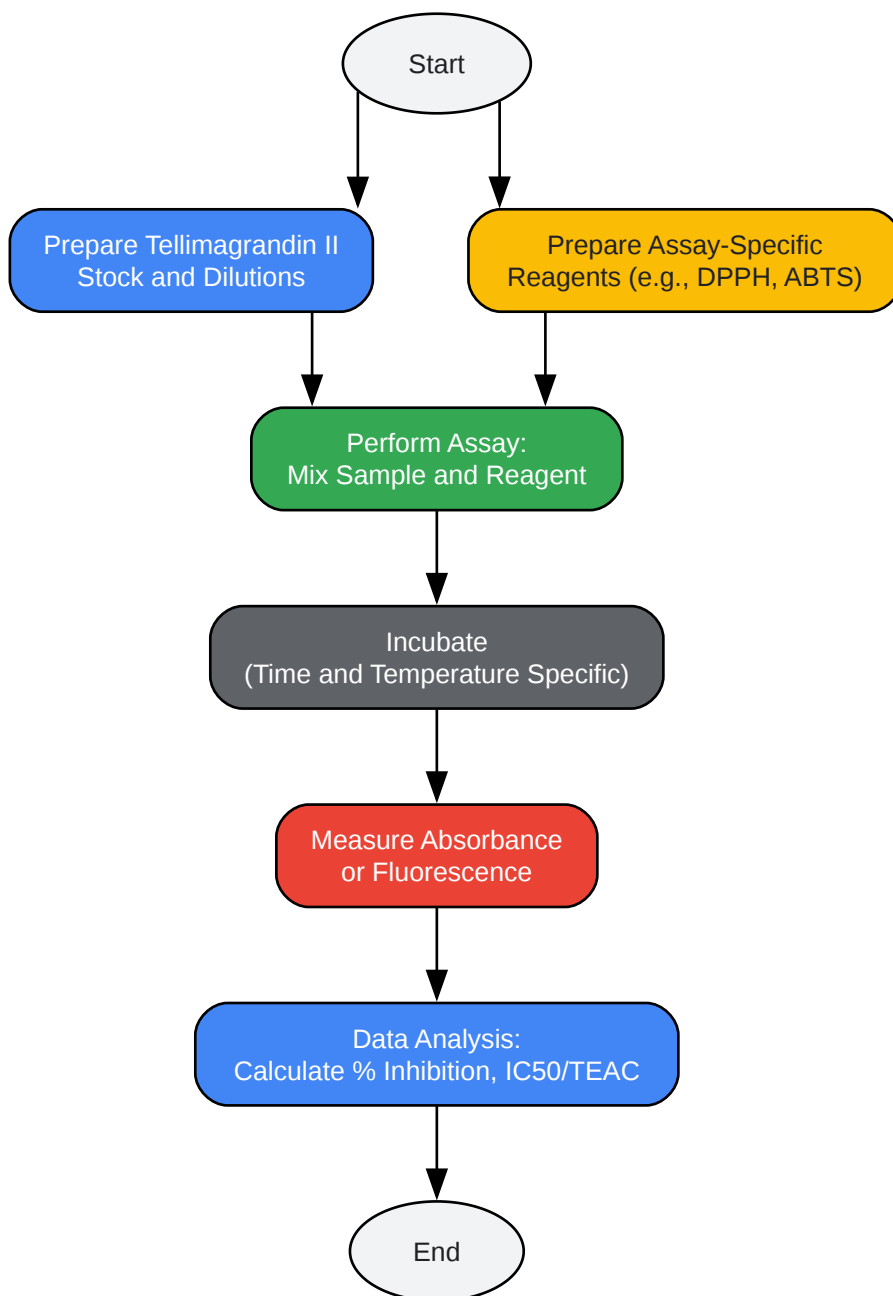 Start
Prepare Tellimagrandin II
Stock and Dilutions
Prepare Assay-Specific
Reagents (e.g., DPPH, ABTS)
Perform Assay:
Mix Sample and Reagent
Incubate
(Time and Temperature Specific)
Measure Absorbance
or Fluorescence
Data Analysis:
Calculate % Inhibition, IC50/TEAC
End